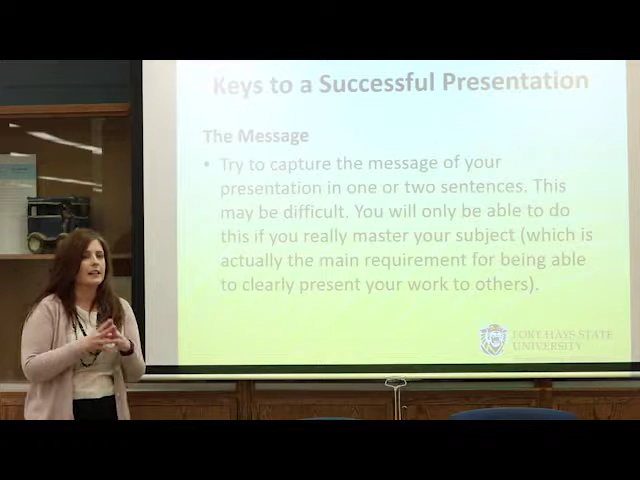 Keys to a Successful Presentation
The Message
• Try to capture the message of your
presentation in one or two sentences. This
may be difficult. You will only be able to do
this if you really master your subject (which is
actually the main requirement for being able
to clearly present your work to others).
FORT HAYS STATE
UNIVERSITY